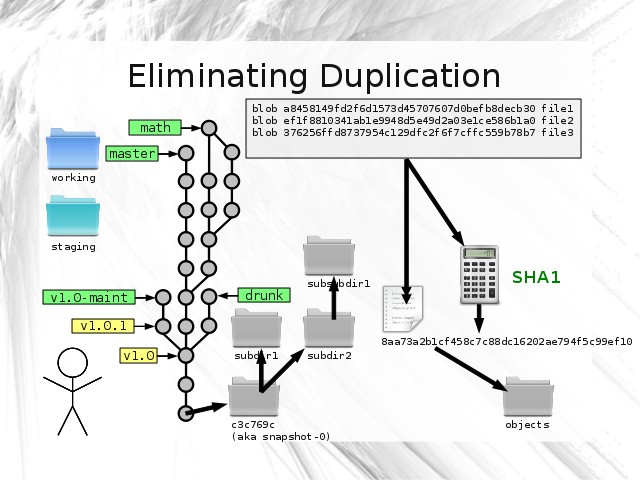 Eliminating Duplication
blob a8458149fd2f6d1573d45707607d0befb8decb30 file1
blob ef1f8810341ab1e9948d5e49d2a03e1ce586b1a0 file2
blob 376256ffd8737954c129dfc2f6f7cffc559b78b7 file3
math
master
working
staging
subsubdir1
SHA1
v1.0-maint
drunk
v1.0.1
8aa73a2b1cf458c7c88dc16202ae794f5c99ef10
v1.0
subdir1
subdir2
c3c769c
(aka snapshot-0)
objects